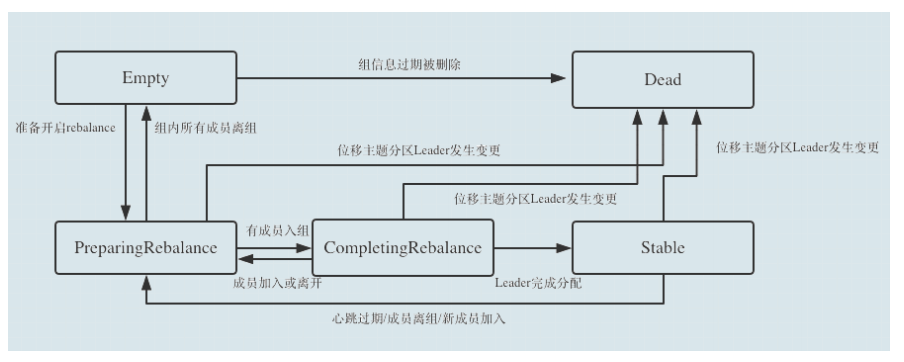 组信息过期被删除
Empty
Dead
准备开启rebalance
组内所有成员离组
位移主题分区Leader发生变更
位移主题分区Leader发生变更
位移主题分区Leader发生变更
有成员入组
PreparingRebalance
CompletingRebalance
Stable
成员加入或离开
Leader完成分配
心跳过期/成员离组/新成员加入